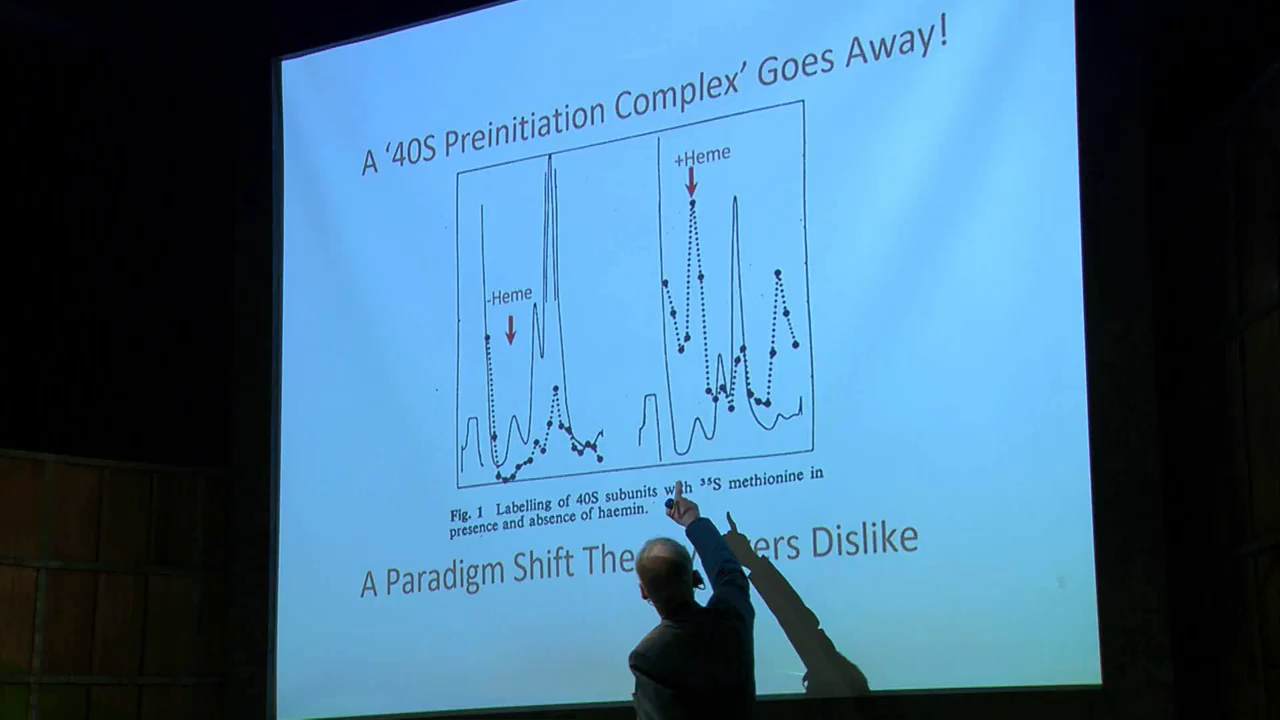 A '40S Preinitiation Complex' Goes Away!
+Heme
-Heme
Fig. 1 Labelling of 40S subunits with ³⁵S methionine in
presence and absence of haemin.
A Paradigm Shift The ers Dislike